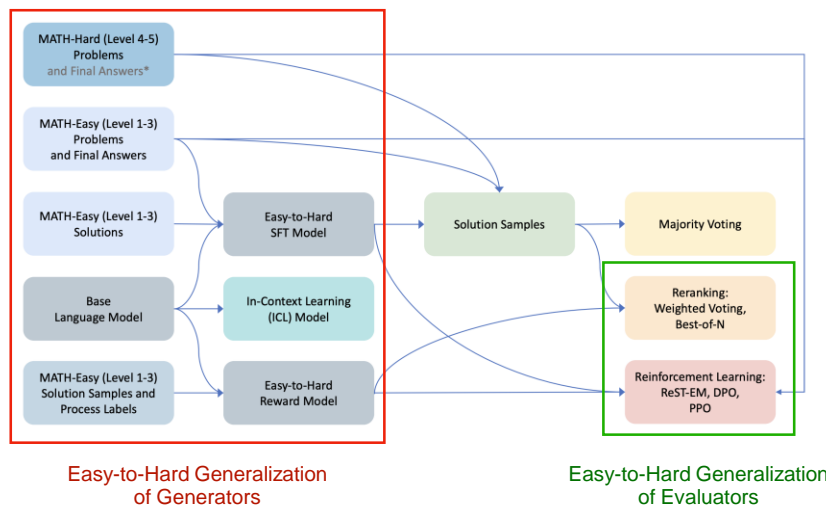 MATH-Hard (Level 4-5)
Problems
and Final Answers*
MATH-Easy (Level 1-3)
Problems
and Final Answers
MATH-Easy (Level 1-3)
Solutions
Easy-to-Hard
SFT Model
Solution Samples
Majority Voting
Base
Language Model
In-Context Learning
(ICL) Model
Reranking:
Weighted Voting,
Best-of-N
MATH-Easy (Level 1-3)
Solution Samples and
Process Labels
Easy-to-Hard
Reward Model
Reinforcement Learning:
ReST-EM, DPO,
PPO
Easy-to-Hard Generalization
of Generators
Easy-to-Hard Generalization
of Evaluators